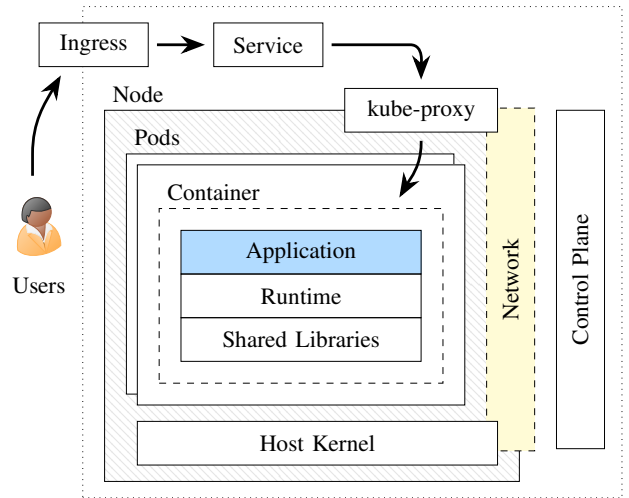 Ingress
Service
Node
kube-proxy
Pods
Container
Application
Runtime
Shared Libraries
Host Kernel
Network
Control Plane
Users